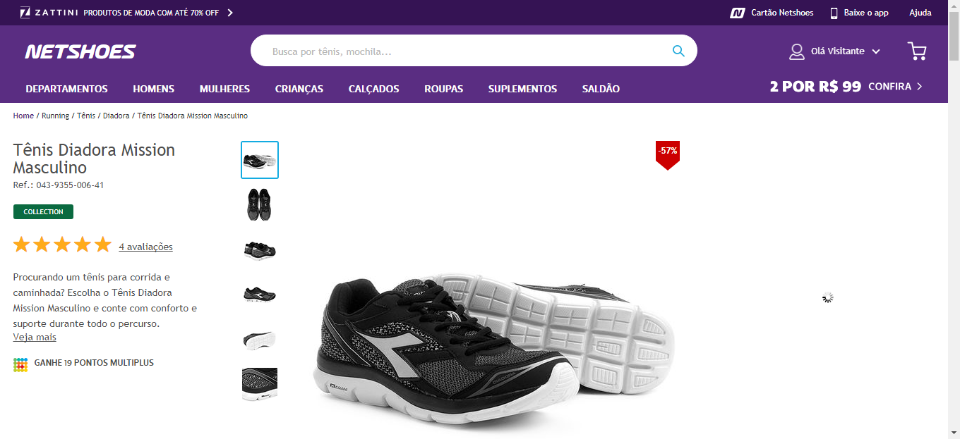 ZATTINI PRODUTOS DE MODA COM ATÉ 70% OFF
Cartão Netshoes Baixe o app Ajuda
NETSHOES
Busca por tênis, mochila...
Olá Visitante
DEPARTAMENTOS HOMENS MULHERES CRIANÇAS CALÇADOS ROUPAS SUPLEMENTOS SALDÃO
2 POR R$ 99 CONFIRA
Home / Running / Tênis / Diadora / Tênis Diadora Mission Masculino
Tênis Diadora Mission
Masculino
Ref.: 043-9355-006-41
COLLECTION
4 avaliações
Procurando um tênis para corrida e
caminhada? Escolha o Tênis Diadora
Mission Masculino e conte com conforto e
suporte durante todo o percurso.
Veja mais
GANHE 19 PONTOS MULTIPLUS
-57%